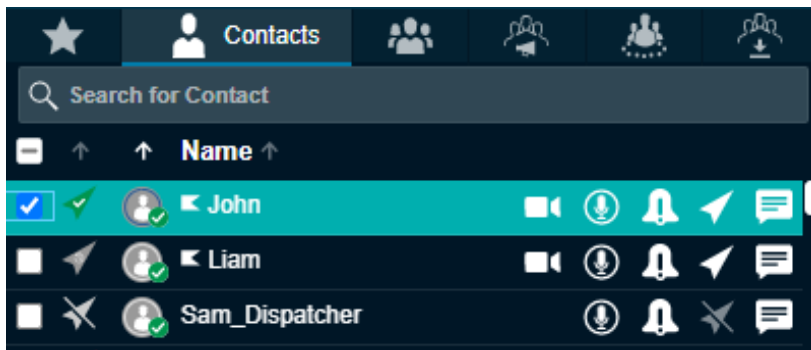 Contacts
Search for Contact
Name
John
Liam
Sam_Dispatcher